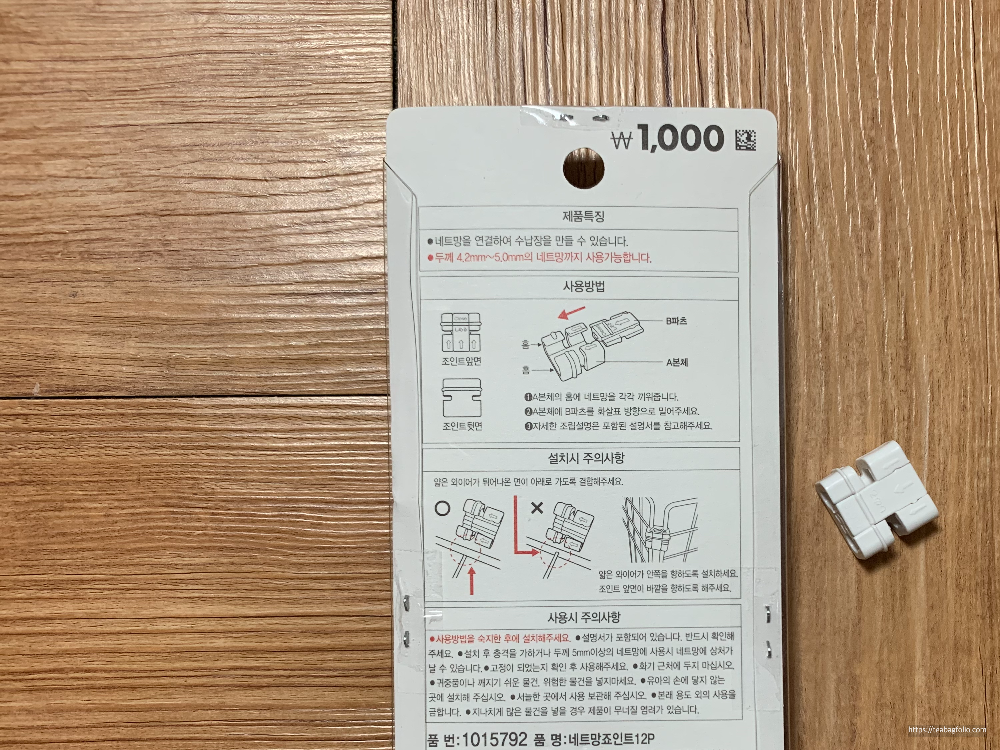 ₩1,000
제품특징
●네트망을 연결하여 수납장을 만들 수 있습니다.
●두께 4.2mm~5.0mm의 네트망까지 사용가능합니다.
사용방법
B파츠
홈
홈
A본체
조인트앞면
조인트뒷면
❶A본체의 홈에 네트망을 각각 끼워줍니다.
❷A본체에 B파츠를 화살표 방향으로 밀어주세요.
❸자세한 조립설명은 포함된 설명서를 참고해주세요.
설치시 주의사항
얇은 와이어가 튀어나온 면이 아래로 가도록 결합해주세요.
얇은 와이어가 안쪽을 향하도록 설치하세요.
조인트 앞면이 바깥을 향하도록 해주세요.
사용시 주의사항
●사용방법을 숙지한 후에 설치해주세요. ●설명서가 포함되어 있습니다. 반드시 확인해
주세요. ●설치 후 충격을 가하거나 두께 5mm이상의 네트망에 사용시 네트망에 상처가
날 수 있습니다. ●고정이 되었는지 확인 후 사용해주세요. ●화기 근처에 두지 마십시오.
●귀중품이나 깨지기 쉬운 물건, 위험한 물건을 넣지마세요. ●유아의 손에 닿지 않는
곳에 설치해 주십시오. ●서늘한 곳에서 사용 보관해 주십시오. ●본래 용도 외의 사용을
금합니다. ●지나치게 많은 물건을 넣을 경우 제품이 무너질 염려가 있습니다.
품 번:1015792 품 명:네트망죠인트12P
https://teabagfolio.com